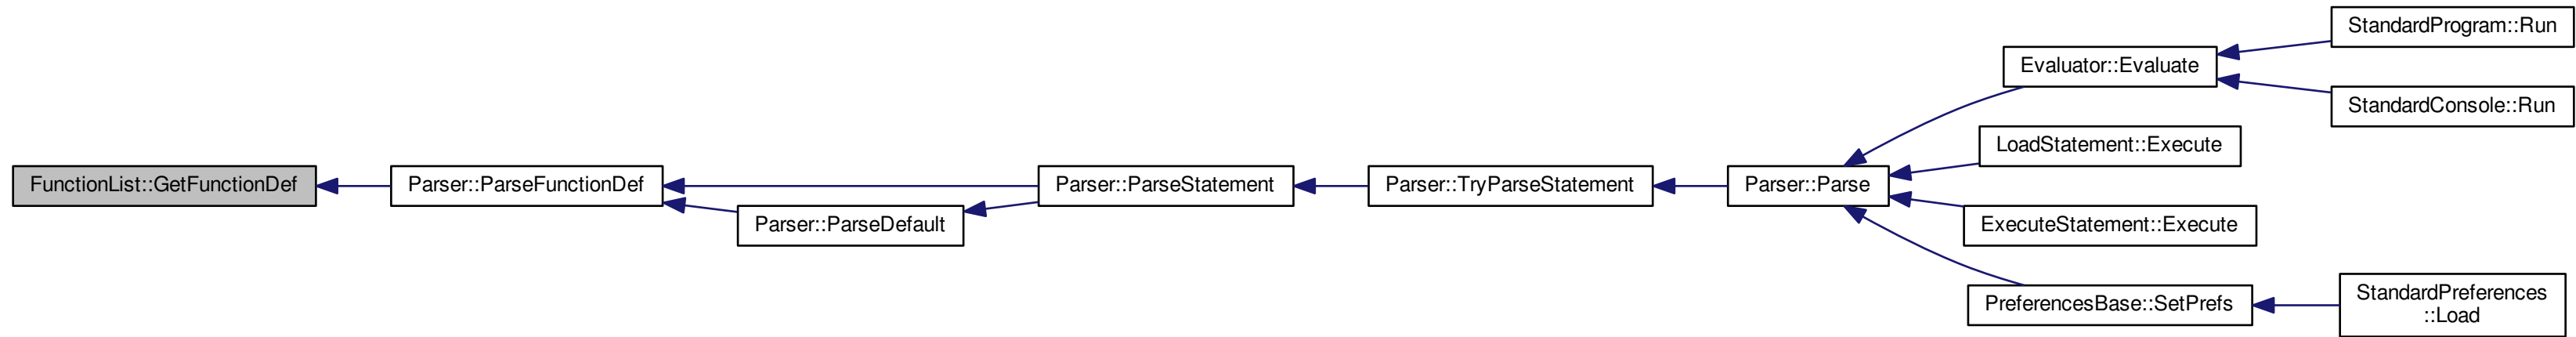 FunctionList::GetFunctionDef
Parser::ParseFunctionDef
Parser::ParseDefault
Parser::ParseStatement
Parser::TryParseStatement
Parser::Parse
Evaluator::Evaluate
StandardProgram::Run
StandardConsole::Run
LoadStatement::Execute
ExecuteStatement::Execute
PreferencesBase::SetPrefs
StandardPreferences
::Load